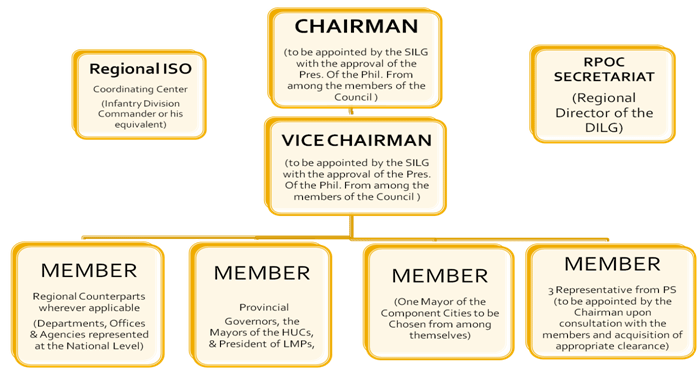 CHAIRMAN
(to be appointed by the SILG
with the approval of the
Pres. Of the Phil. From
among the members of the
Council )
Regional ISO
Coordinating Center
(Infantry Division
Commander or his
equivalent)
RPOC
SECRETARIAT
(Regional
Director of the
DILG)
VICE CHAIRMAN
(to be appointed by the SILG
with the approval of the Pres.
Of the Phil. From among the
members of the Council )
MEMBER
Regional Counterparts
wherever applicable
(Departments, Offices
& Agencies represented
at the National Level)
MEMBER
Provincial
Governors, the
Mayors of the HUCs,
& President of LMPs,
MEMBER
(One Mayor of the
Component Cities to be
Chosen from among
themselves)
MEMBER
3 Representative from PS
(to be appointed by the
Chairman upon
consultation with the
members and acquisition of
appropriate clearance)